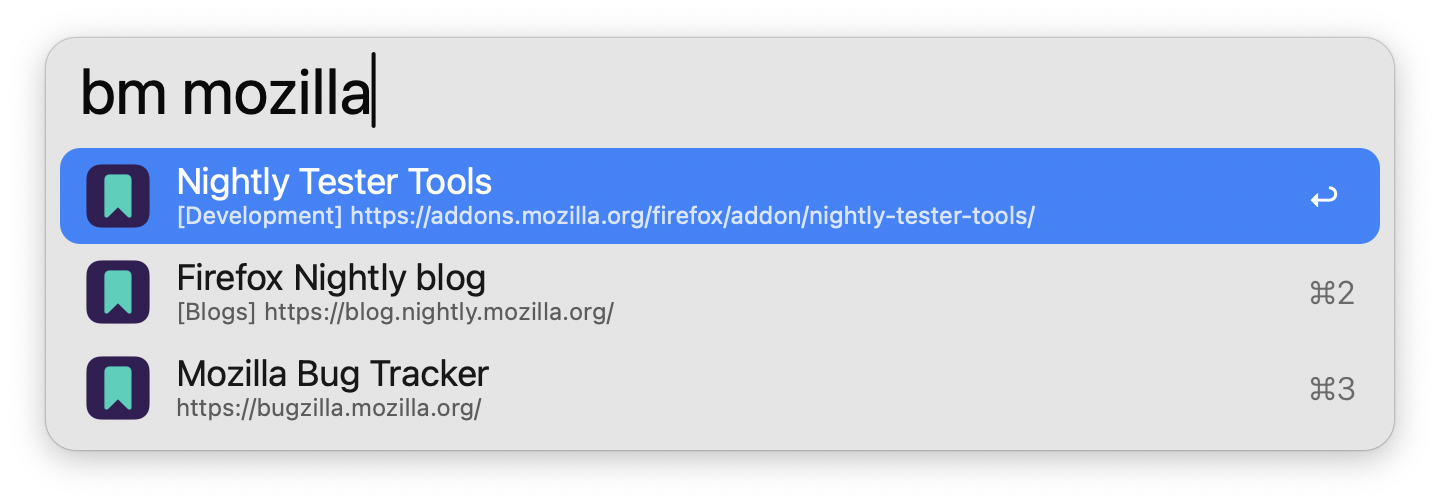 bm mozilla
Nightly Tester Tools
[Development] https://addons.mozilla.org/firefox/addon/nightly-tester-tools/
Firefox Nightly blog
[Blogs] https://blog.nightly.mozilla.org/
⌘2
Mozilla Bug Tracker
https://bugzilla.mozilla.org/
⌘3